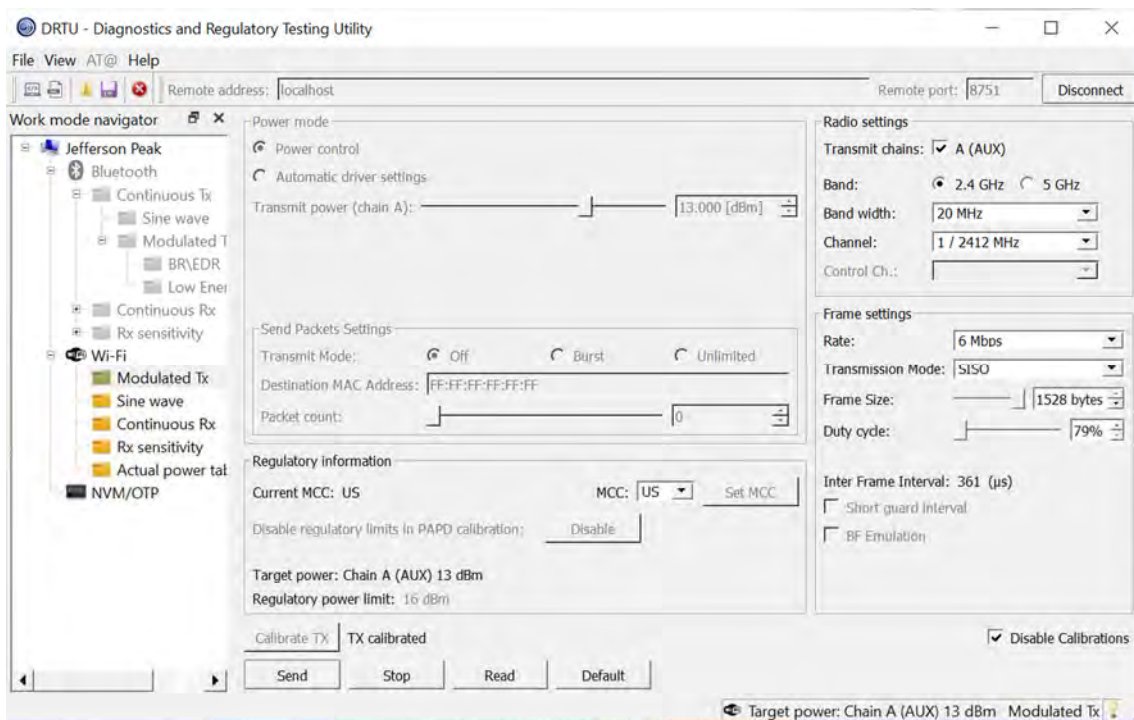 DRTU - Diagnostics and Regulatory Testing Utility
File View AT@ Help
Remote address: localhost Remote port: 8751 Disconnect
Work mode navigator
Jefferson Peak
Bluetooth
Continuous Tx
Sine wave
Modulated T
BR\EDR
Low Ener
Continuous Rx
Rx sensitivity
Wi-Fi
Modulated Tx
Sine wave
Continuous Rx
Rx sensitivity
Actual power tab
NVM/OTP
Power mode
Power control
Automatic driver settings
Transmit power (chain A): 13.000 [dBm]
Send Packets Settings
Transmit Mode: Off Burst Unlimited
Destination MAC Address: FF:FF:FF:FF:FF:FF
Packet count: 0
Regulatory information
Current MCC: US MCC: US Set MCC
Disable regulatory limits in PAPD calibration: Disable
Target power: Chain A (AUX) 13 dBm
Regulatory power limit: 16 dBm
Calibrate TX TX calibrated
Send Stop Read Default
Radio settings
Transmit chains: A (AUX)
Band: 2.4 GHz 5 GHz
Band width: 20 MHz
Channel: 1 / 2412 MHz
Control Ch.:
Frame settings
Rate: 6 Mbps
Transmission Mode: SISO
Frame Size: 1528 bytes
Duty cycle: 79%
Inter Frame Interval: 361 (µs)
Short guard interval
BF Emulation
Disable Calibrations
Target power: Chain A (AUX) 13 dBm Modulated Tx